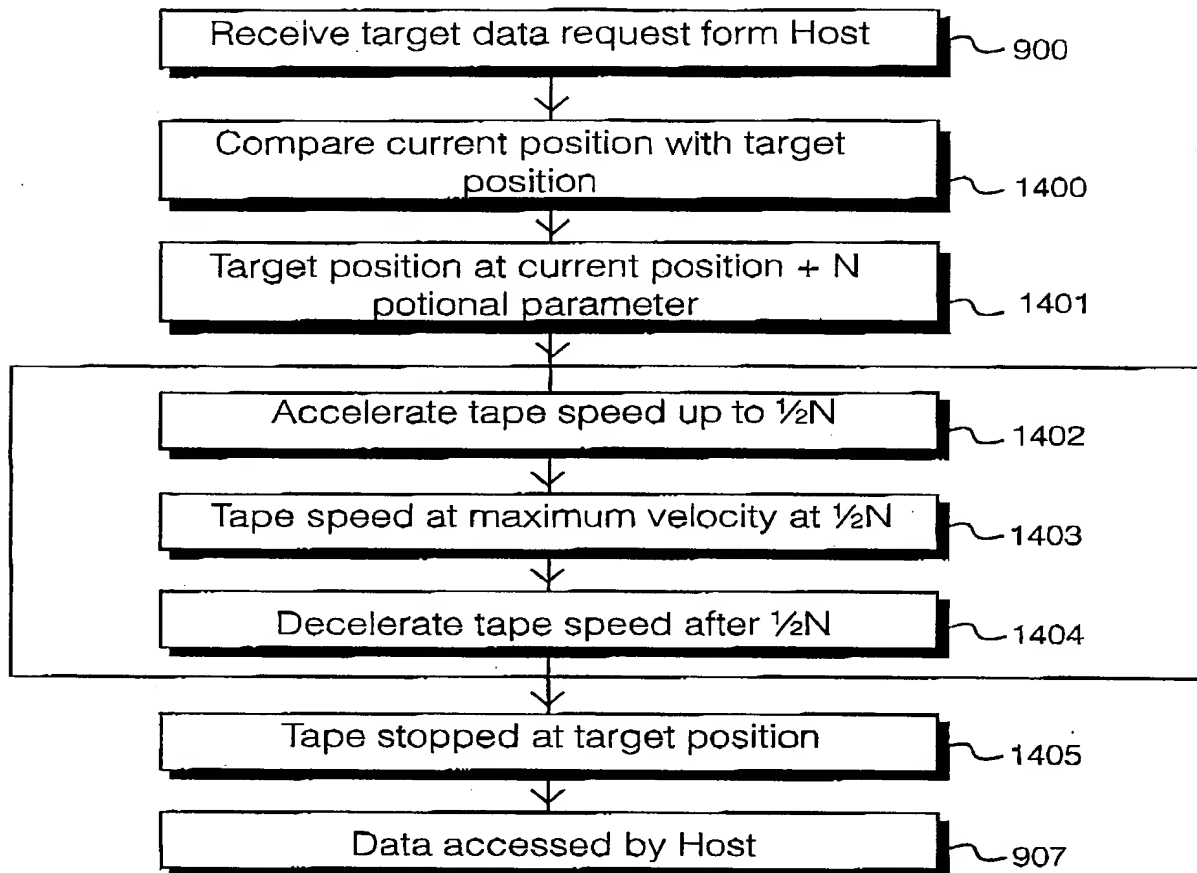 Receive target data request form Host
900
Compare current position with target
position
1400
Target position at current position + N
potional parameter
1401
Accelerate tape speed up to ½N
1402
Tape speed at maximum velocity at ½N
1403
Decelerate tape speed after ½N
1404
Tape stopped at target position
1405
Data accessed by Host
907